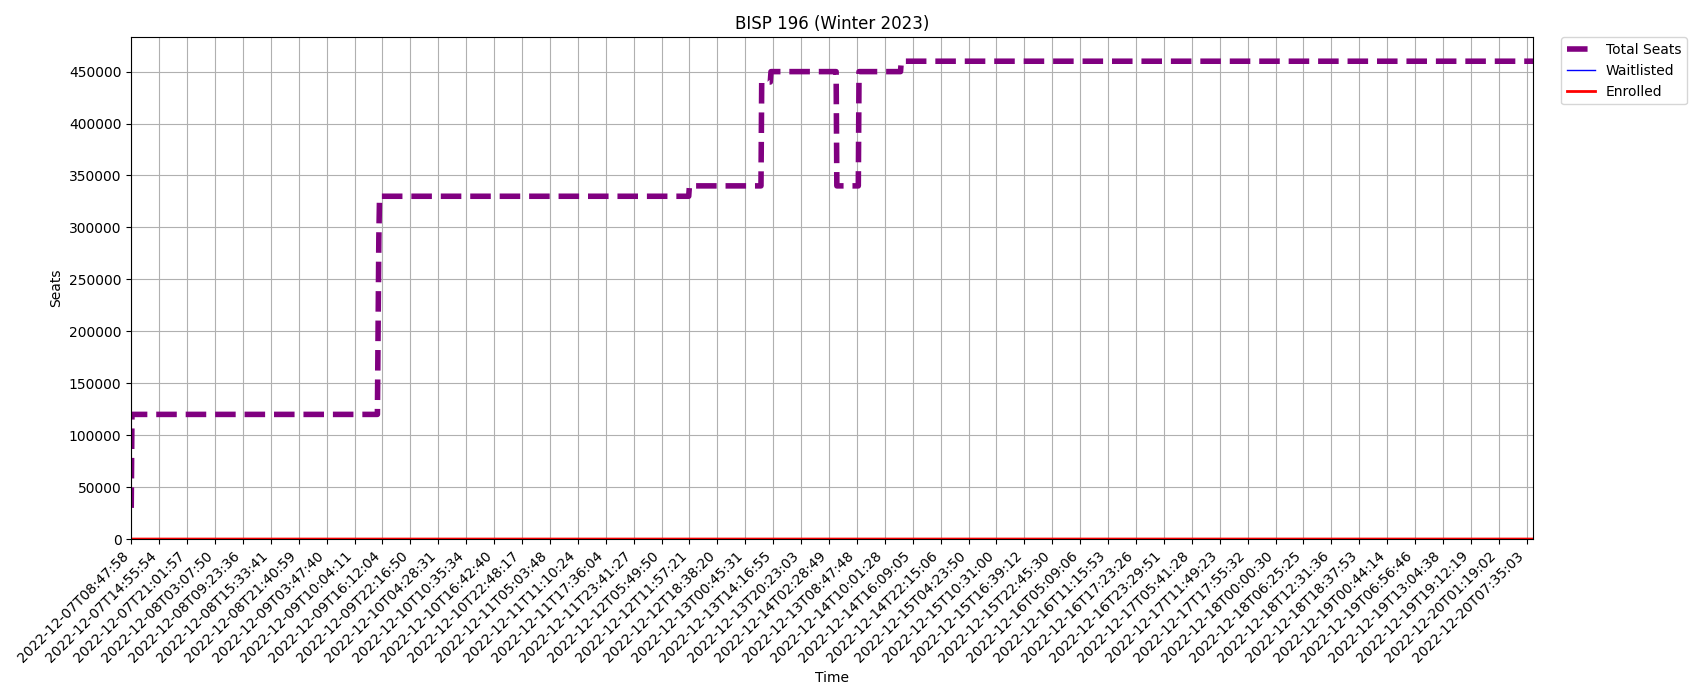 BISP 196 (Winter 2023)
Total Seats
Waitlisted
Enrolled
450000
400000
350000
300000
250000
200000
150000
100000
50000
0
Seats
2022-12-07T08:47:58
2022-12-07T14:55:54
2022-12-07T21:01:57
2022-12-08T03:07:50
2022-12-08T09:23:36
2022-12-08T15:33:41
2022-12-08T21:40:59
2022-12-09T03:47:40
2022-12-09T10:04:11
2022-12-09T16:12:04
2022-12-09T22:16:50
2022-12-10T04:28:31
2022-12-10T10:35:34
2022-12-10T16:42:40
2022-12-10T22:48:17
2022-12-11T05:03:48
2022-12-11T11:10:24
2022-12-11T17:36:04
2022-12-11T23:41:27
2022-12-12T05:49:50
2022-12-12T11:57:21
2022-12-12T18:38:20
2022-12-13T00:45:31
2022-12-13T14:16:55
2022-12-13T20:23:03
2022-12-14T02:28:49
2022-12-13T08:47:48
2022-12-14T10:01:28
2022-12-14T16:09:05
2022-12-14T22:15:06
2022-12-15T04:23:50
2022-12-15T10:31:00
2022-12-15T16:39:12
2022-12-15T22:45:30
2022-12-16T05:09:06
2022-12-16T11:15:53
2022-12-16T17:23:26
2022-12-16T23:29:51
2022-12-17T05:41:28
2022-12-17T11:49:23
2022-12-17T17:55:32
2022-12-18T00:00:30
2022-12-18T06:25:25
2022-12-18T12:31:36
2022-12-18T18:37:53
2022-12-19T00:44:14
2022-12-19T06:56:46
2022-12-19T13:04:38
2022-12-19T19:12:19
2022-12-20T01:19:02
2022-12-20T07:35:03
Time